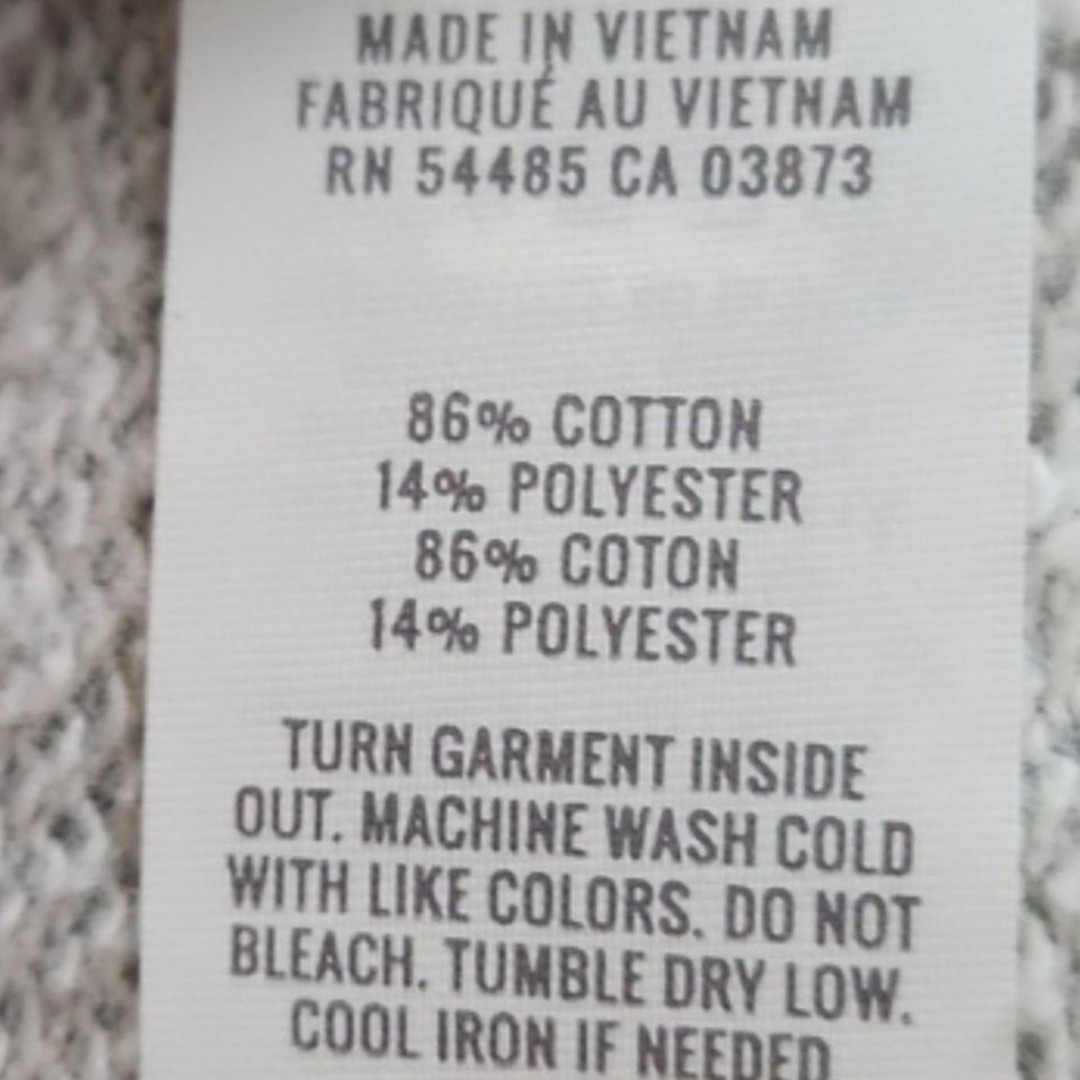 MADE IN VIETNAM
FABRIQUÉ AU VIETNAM
RN 54485 CA 03873
86% COTTON
14% POLYESTER
86% COTON
14% POLYESTER
TURN GARMENT INSIDE
OUT. MACHINE WASH COLD
WITH LIKE COLORS. DO NOT
BLEACH. TUMBLE DRY LOW.
COOL IRON IF NEEDED